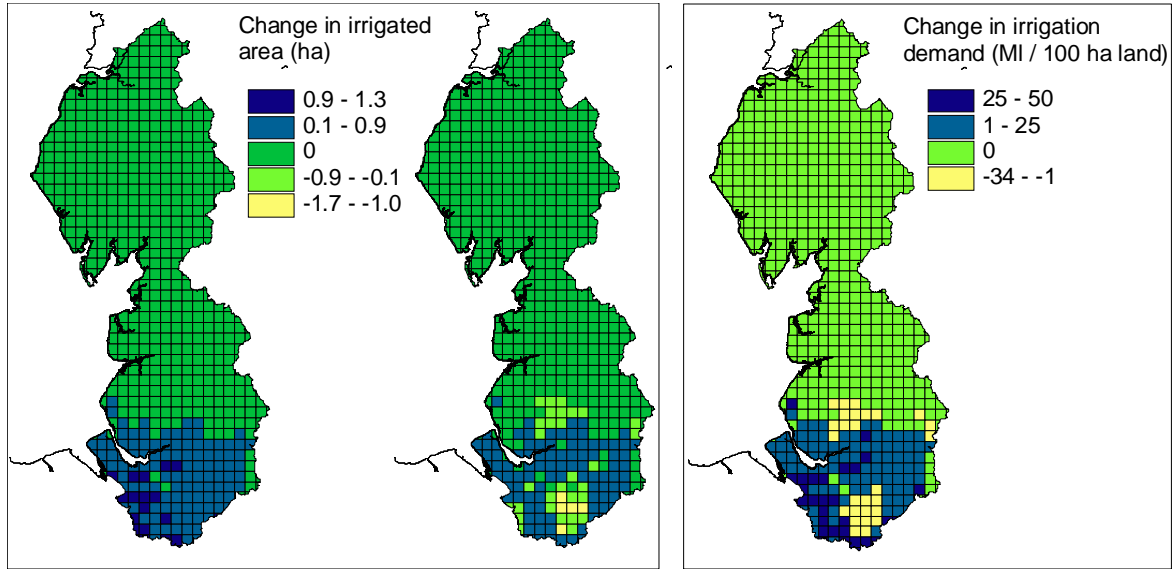 Change in irrigated
area (ha)
0.9 - 1.3
0.1 - 0.9
0
-0.9 - -0.1
-1.7 - -1.0
Change in irrigation
demand (Ml / 100 ha land)
25 - 50
1 - 25
0
-34 - -1